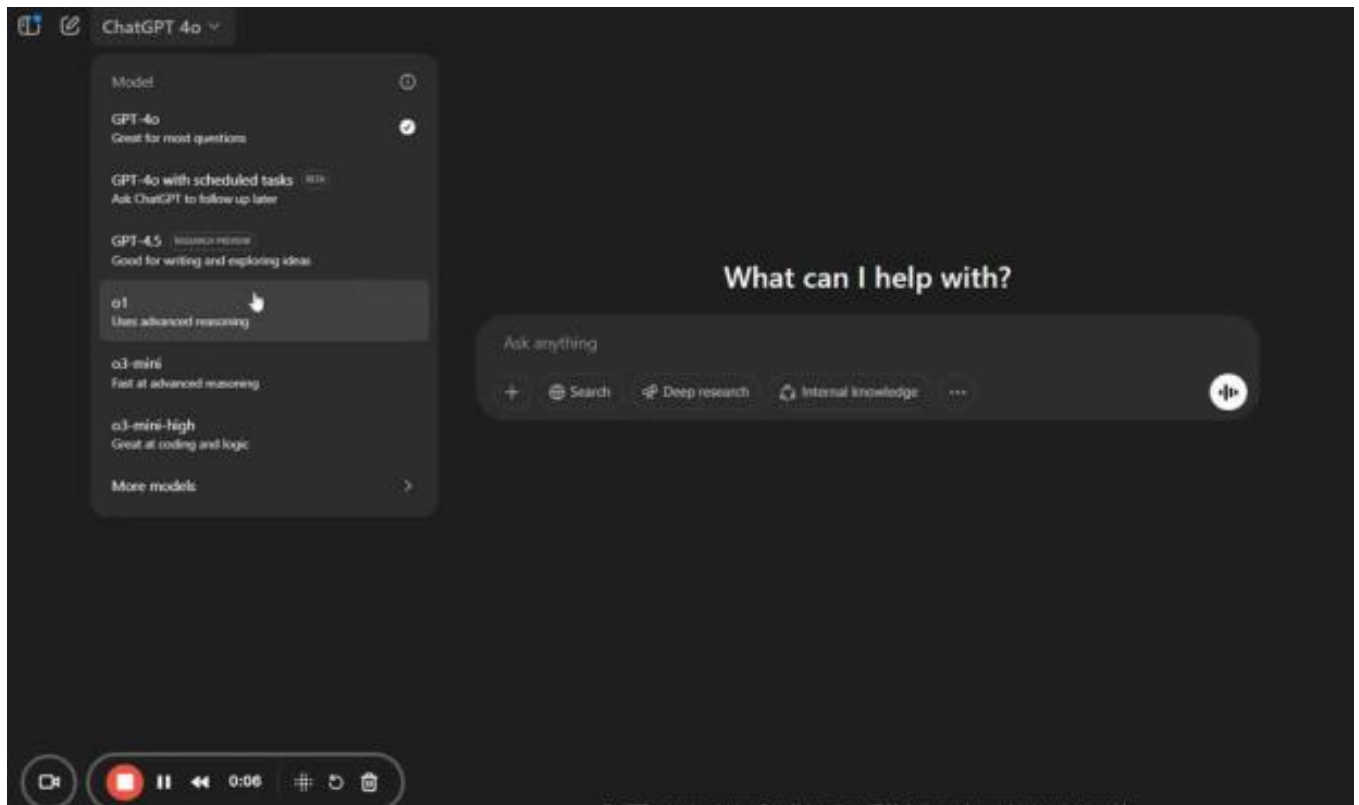 ChatGPT 4o
Model
GPT-4o
Great for most questions
GPT-4o with scheduled tasks BETA
Ask ChatGPT to follow up later
GPT-4.5 RESEARCH PREVIEW
Good for writing and exploring ideas
o1
Uses advanced reasoning
o3-mini
Fast at advanced reasoning
o3-mini-high
Great at coding and logic
More models
What can I help with?
Ask anything
Search Deep research Internal knowledge
0:06